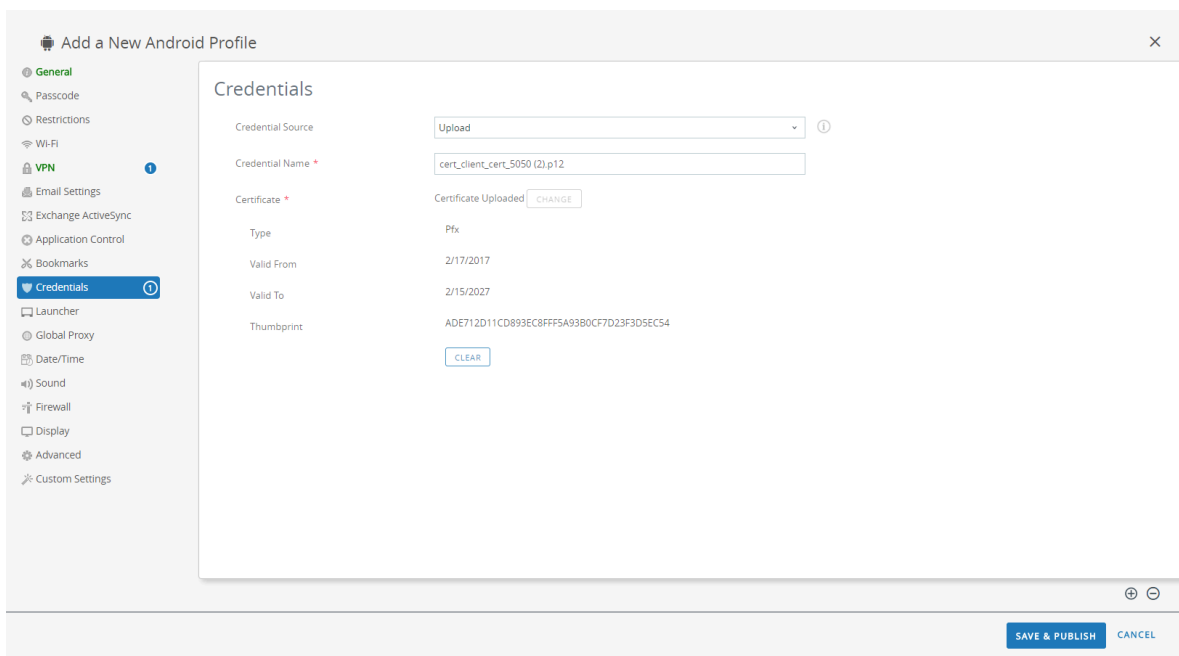 Add a New Android Profile
General
Passcode
Restrictions
Wi-Fi
VPN 1
Email Settings
Exchange ActiveSync
Application Control
Bookmarks
Credentials 1
Launcher
Global Proxy
Date/Time
Sound
Firewall
Display
Advanced
Custom Settings
Credentials
Credential Source Upload
Credential Name * cert_client_cert_5050 (2).p12
Certificate * Certificate Uploaded CHANGE
Type Pfx
Valid From 2/17/2017
Valid To 2/15/2027
Thumbprint ADE712D11CD893EC8FFF5A93B0CF7D23F3D5EC54
CLEAR
SAVE & PUBLISH CANCEL